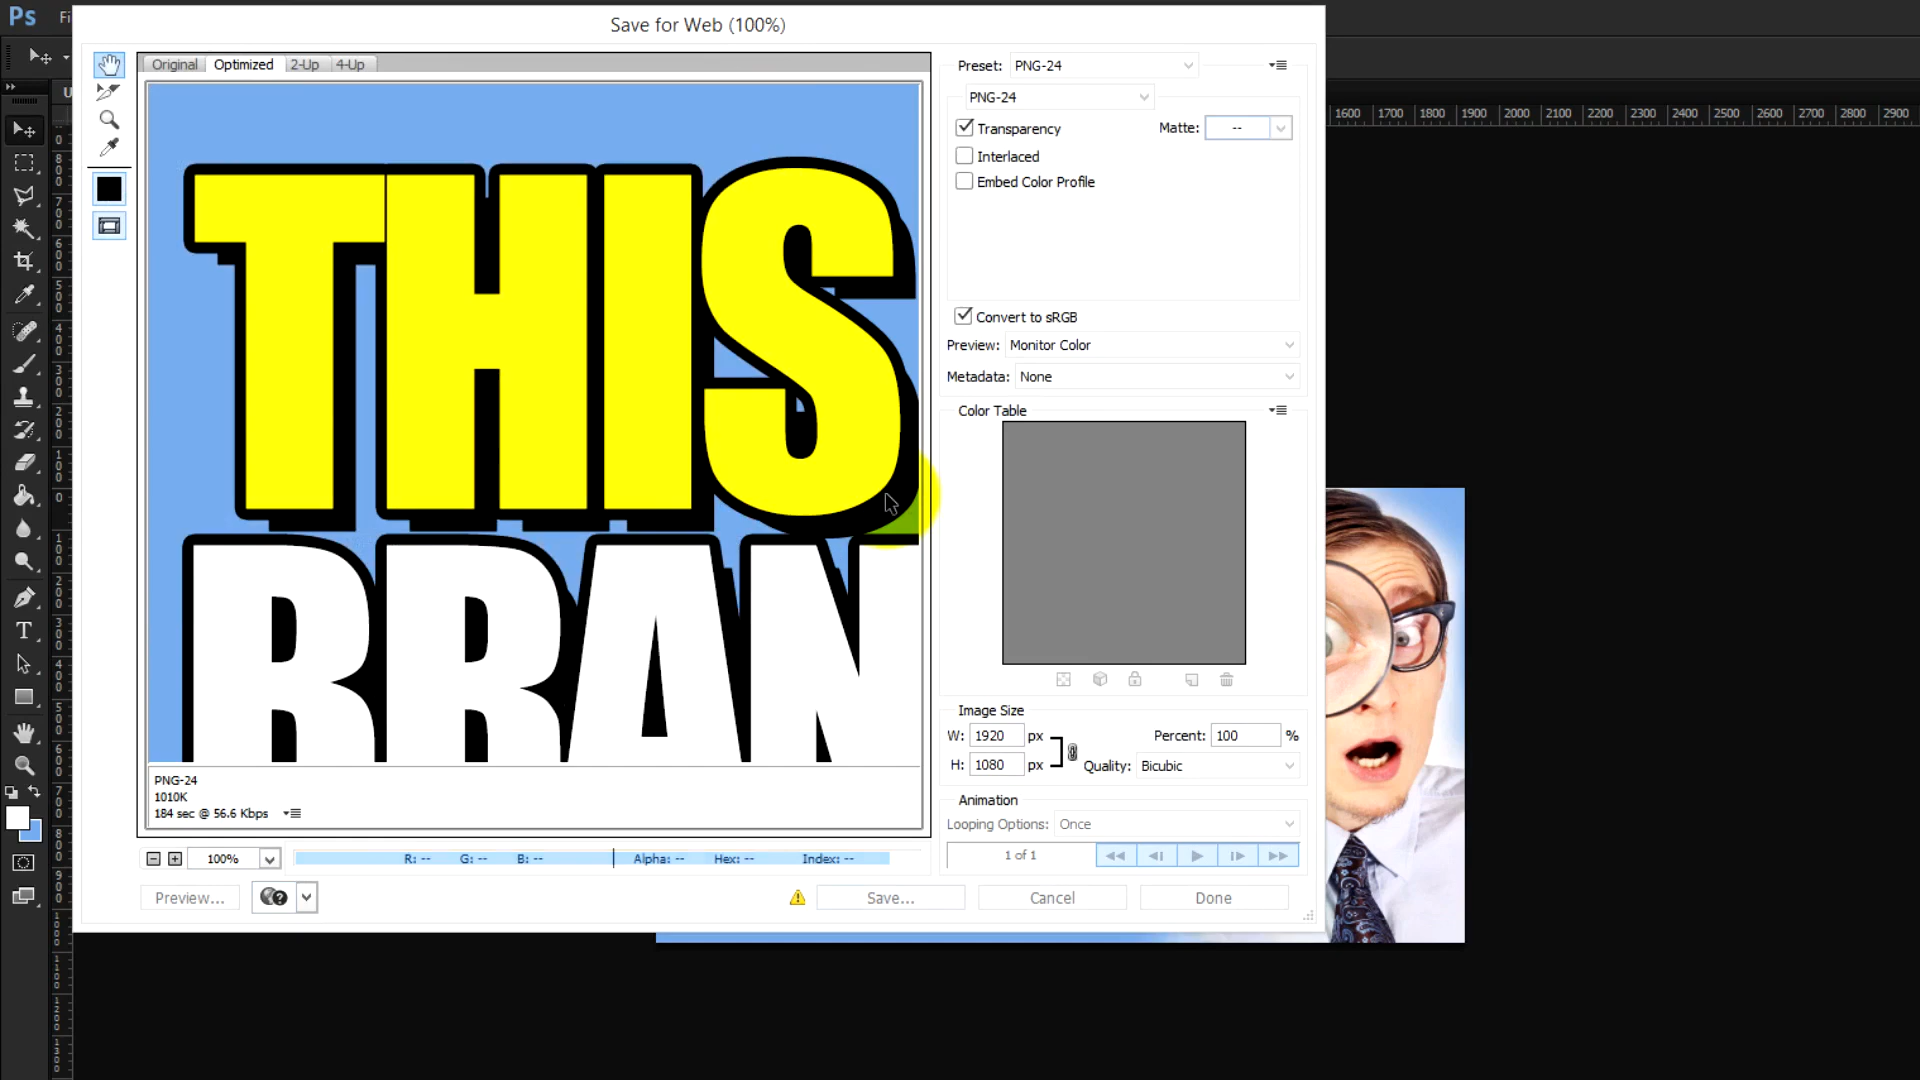 Ps Fi
Save for Web (100%)
U
Original Optimized 2-Up 4-Up
Preset: PNG-24
PNG-24
Transparency Matte: --
Interlaced
Embed Color Profile
1600 1700 1800 1900 2000 2100 2200 2300 2400 2500 2600 2700 2800 2900
THIS
BRAN
Convert to sRGB
Preview: Monitor Color
Metadata: None
Color Table
Image Size
W: 1920 px Percent: 100 %
H: 1080 px Quality: Bicubic
PNG-24
1010K
184 sec @ 56.6 Kbps
Animation
Looping Options: Once
1 of 1
100% R: -- G: -- B: -- Alpha: -- Hex: -- Index: --
Preview... Save... Cancel Done